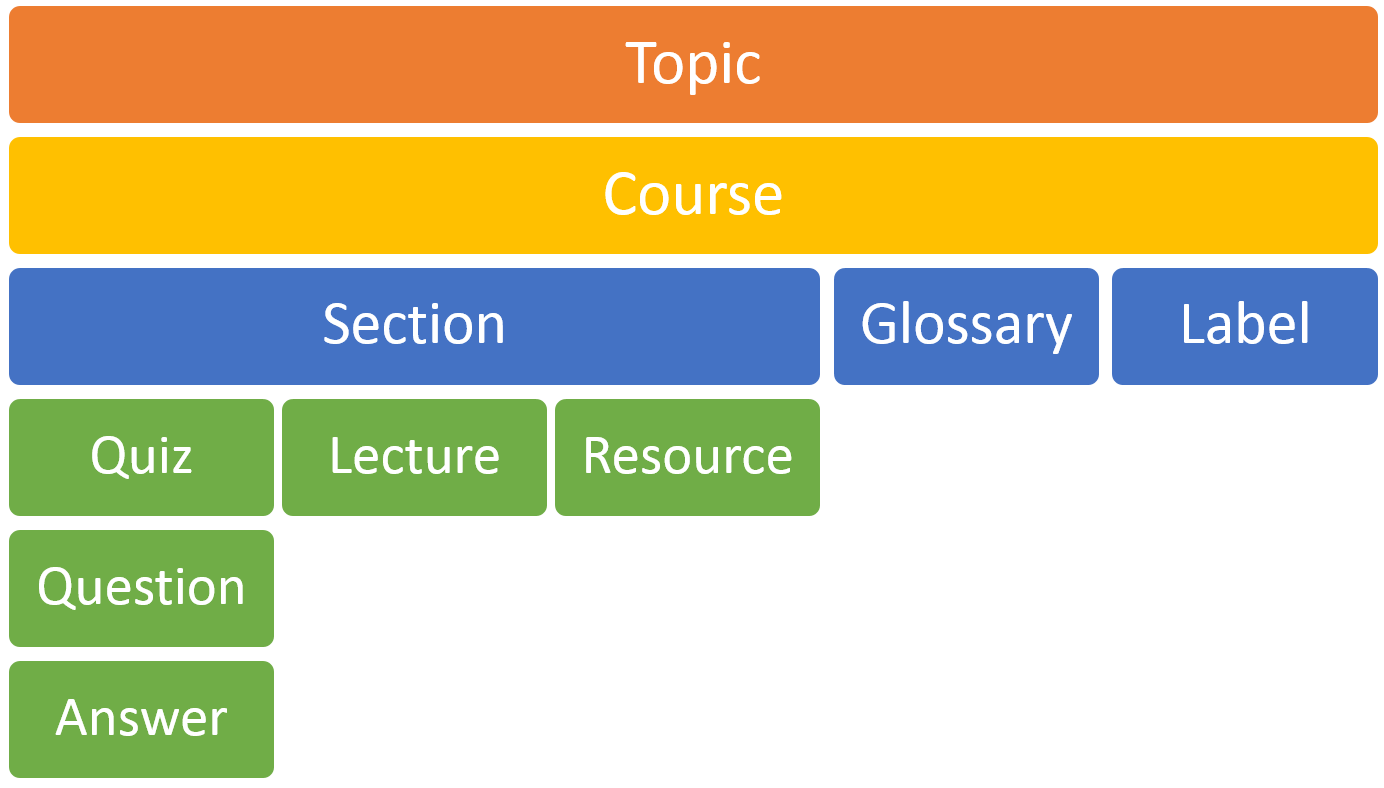 Topic
Course
Section
Glossary
Label
Quiz
Lecture
Resource
Question
Answer